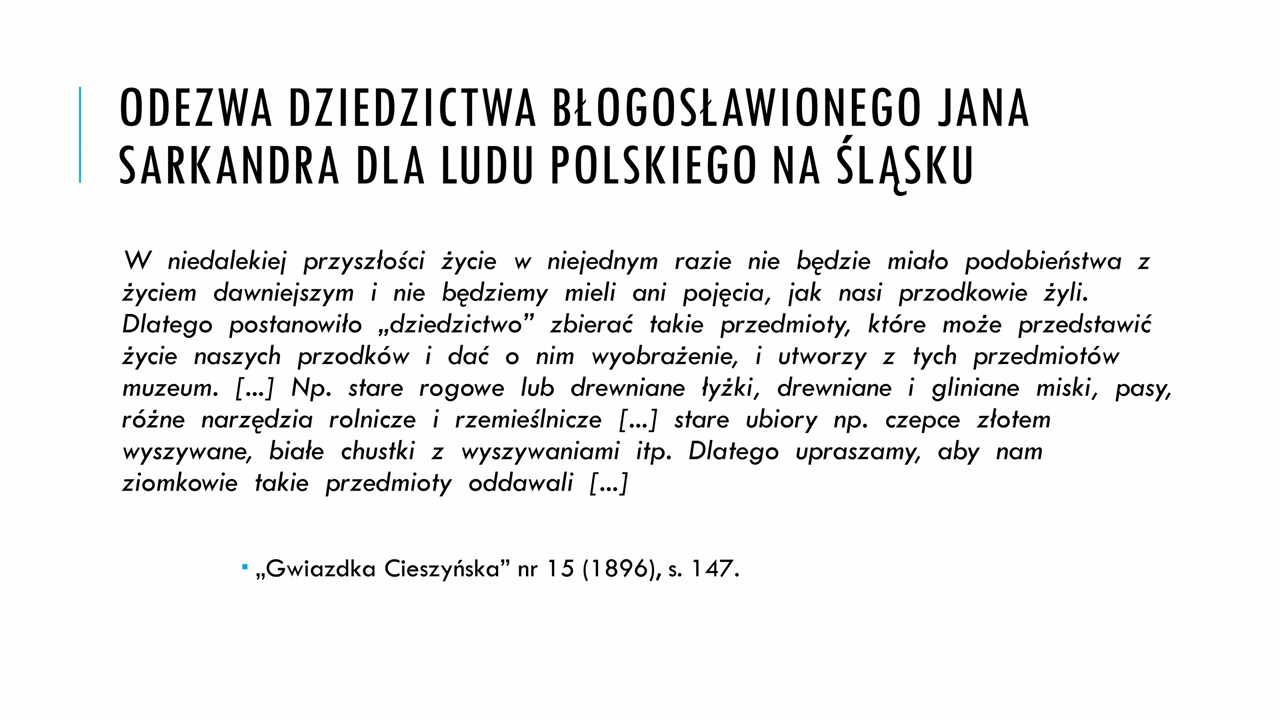 ODEZWA DZIEDZICTWA BŁOGOSŁAWIONEGO JANA
SARKANDRA DLA LUDU POLSKIEGO NA ŚLĄSKU
W niedalekiej przyszłości życie w niejednym razie nie będzie miało podobieństwa z
życiem dawniejszym i nie będziemy mieli ani pojęcia, jak nasi przodkowie żyli.
Dlatego postanowiło „dziedzictwo” zbierać takie przedmioty, które może przedstawić
życie naszych przodków i dać o nim wyobrażenie, i utworzy z tych przedmiotów
muzeum. [...] Np. stare rogowe lub drewniane łyżki, drewniane i gliniane miski, pasy,
różne narzędzia rolnicze i rzemieślnicze [...] stare ubiory np. czepce złotem
wyszywane, białe chustki z wyszywaniami itp. Dlatego upraszamy, aby nam
ziomkowie takie przedmioty oddawali [...]
▪ „Gwiazdka Cieszyńska” nr 15 (1896), s. 147.